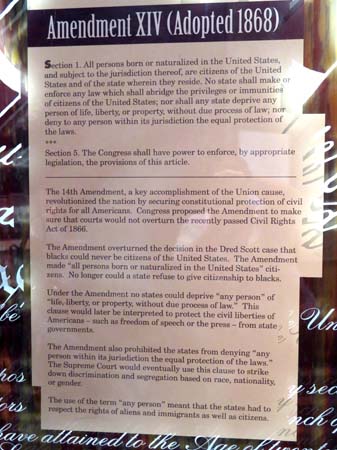 Amendment XIV (Adopted 1868)
Section 1. All persons born or naturalized in the United States,
and subject to the jurisdiction thereof, are citizens of the United
States and of the state wherein they reside. No state shall make or
enforce any law which shall abridge the privileges or immunities
of citizens of the United States; nor shall any state deprive any
person of life, liberty, or property, without due process of law; nor
deny to any person within its jurisdiction the equal protection of
the laws.
***
Section 5. The Congress shall have power to enforce, by appropriate
legislation, the provisions of this article.
The 14th Amendment, a key accomplishment of the Union cause,
revolutionized the nation by securing constitutional protection of civil
rights for all Americans. Congress proposed the Amendment to make
sure that courts would not overturn the recently passed Civil Rights
Act of 1866.
The Amendment overturned the decision in the Dred Scott case that
blacks could never be citizens of the United States. The Amendment
made "all persons born or naturalized in the United States" citi-
zens. No longer could a state refuse to give citizenship to blacks.
Under the Amendment no states could deprive "any person" of
"life, liberty, or property, without due process of law." This
clause would later be interpreted to protect the civil liberties of
Americans – such as freedom of speech or the press – from state
governments.
The Amendment also prohibited the states from denying "any
person within its jurisdiction the equal protection of the laws."
The Supreme Court would eventually use this clause to strike
down discrimination and segregation based on race, nationality,
or gender.
The use of the term "any person" meant that the states had to
respect the rights of aliens and immigrants as well as citizens.
have attained to the Age of